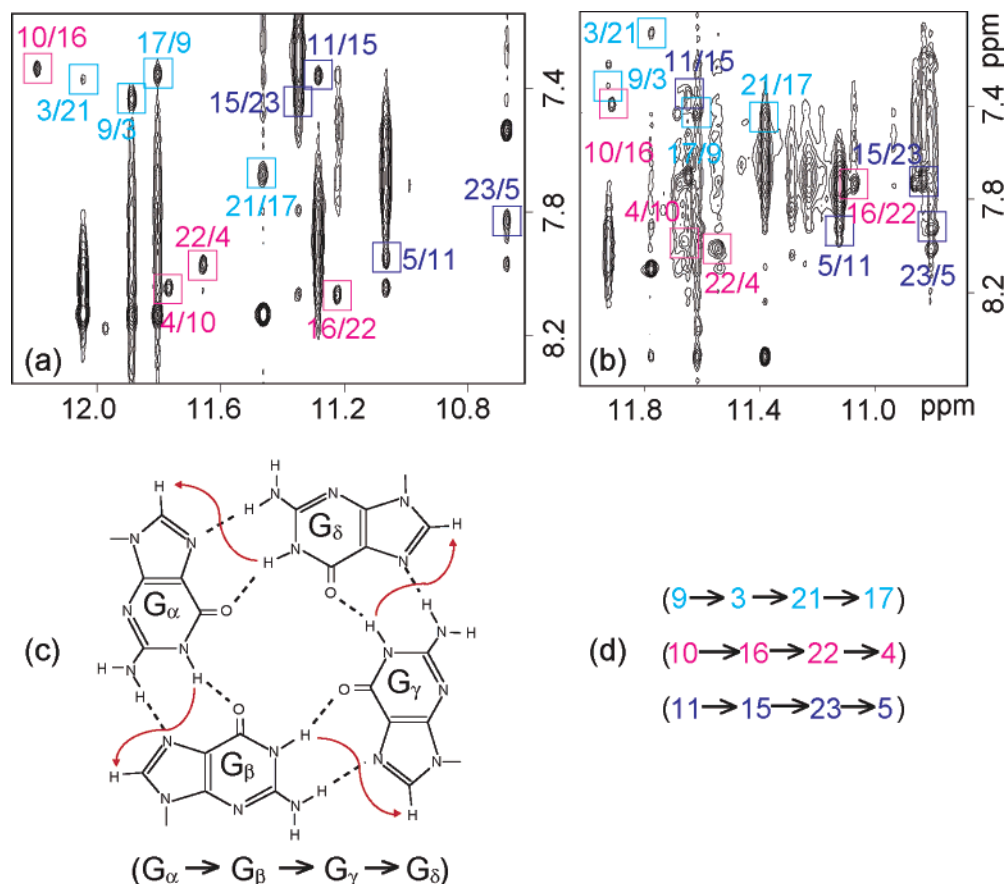 (a)
10/16
17/9
11/15
3/21
9/3
15/23
21/17
23/5
22/4
5/11
4/10
16/22
7.4
7.8
8.2
12.0 11.6 11.2 10.8
(b)
3/21
11/15
9/3
21/17
10/16
17/9
15/23
4/10
16/22
22/4
5/11
23/5
ppm
7.4
7.8
8.2
11.8 11.4 11.0 ppm
(c)
H
H
N
N
N
H
H
N
Gδ
H
N
N
N
O
H
N
N
Gα
O
N
N
H
H
N
H
H
O
H
N
Gγ
N
H
N
H
O
N
N
H
N
Gβ
N
N
N
H
H
H
(Gα → Gβ → Gγ → Gδ)
(d)
(9→3→21→17)
(10→16→22→4)
(11→15→23→5)